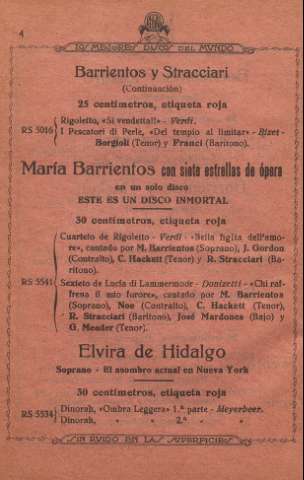 4
LOS MEJORES DISCOS DEL MUNDO
Barrientos y Stracciari
(Continuación)
25 centímetros, etiqueta roja
RS 5016 Rigoletto, «Si vendetta!!» - Verdi.
I Pescatori di Perle, «Del tempio al limitar» - Bizet -
Borgioli (Tenor) y Franci (Barítono).
María Barrientos con siete estrellas de ópera
en un solo disco
ESTE ES UN DISCO INMORTAL
30 centímetros, etiqueta roja
Cuarteto de Rigoletto - Verdi - «Bella figlia dell'amo-
re», cantado por M. Barrientos (Soprano), J. Gordon
(Contralto), C. Hackett (Tenor) y R. Stracciari (Ba-
rítono).
RS 5541 Sexteto de Lucia di Lammermoor - Donizetti - «Chi raf-
frena il mio furore», cantado por M. Barrientos
(Soprano), Noe (Contralto), C. Hackett (Tenor),
R. Stracciari (Barítono), José Mardones (Bajo) y
G. Meader (Tenor).
Elvira de Hidalgo
Soprano - El asombro actual en Nueva York
30 centímetros, etiqueta roja
RS 5534 Dinorah, «Ombra Leggera» 1.ª parte - Meyerbeer.
Dinorah, » » 2.ª » »
SIN RUIDO EN LAS SUPERFICIES